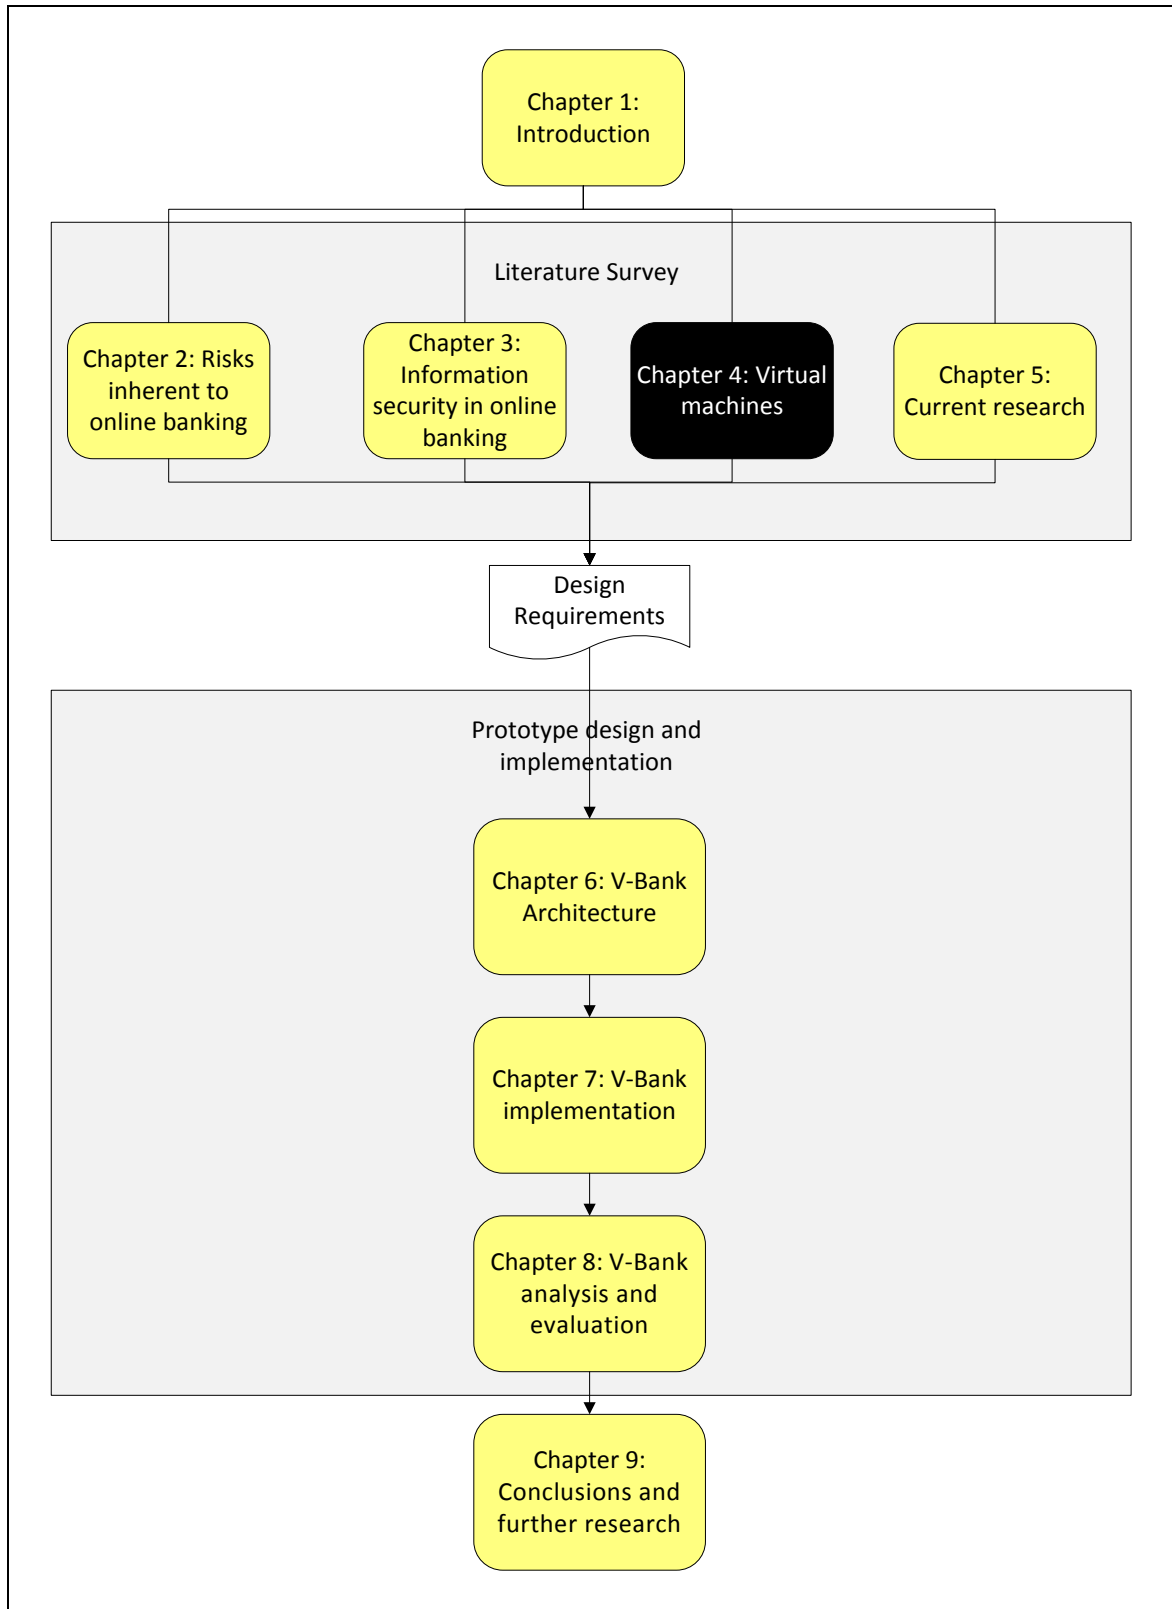 Chapter 1:
Introduction
Literature Survey
Chapter 2: Risks
inherent to
online banking
Chapter 3:
Information
security in online
banking
Chapter 4: Virtual
machines
Chapter 5:
Current research
Design
Requirements
Prototype design and
implementation
Chapter 6: V-Bank
Architecture
Chapter 7: V-Bank
implementation
Chapter 8: V-Bank
analysis and
evaluation
Chapter 9:
Conclusions and
further research